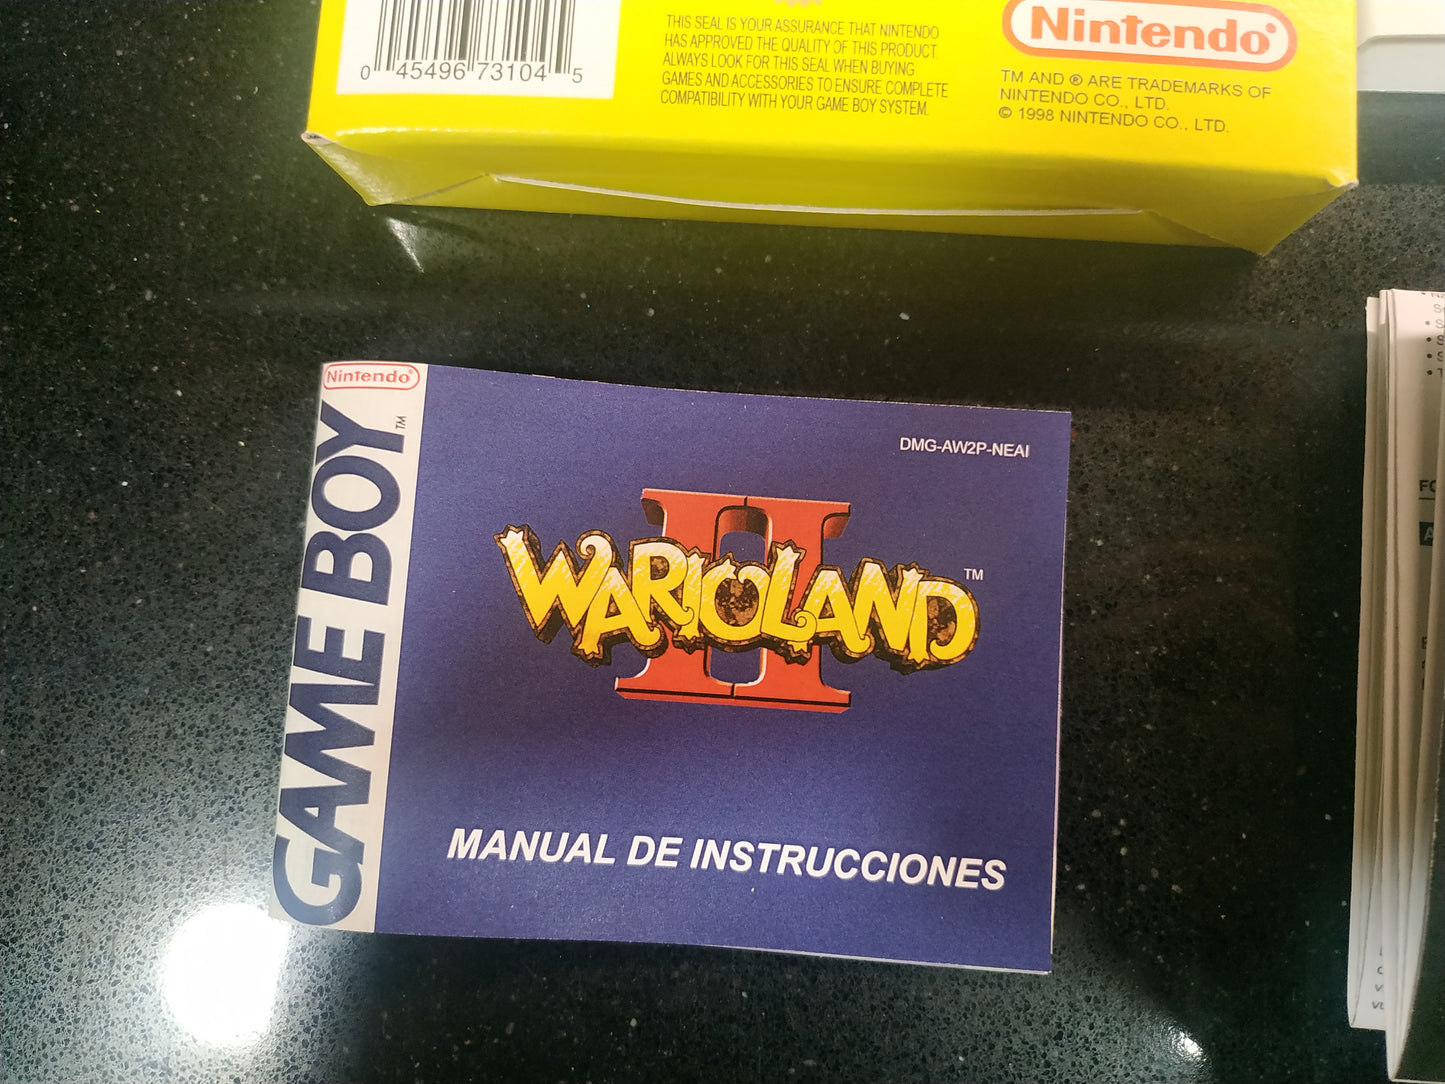 0 45496 73104 5
THIS SEAL IS YOUR ASSURANCE THAT NINTENDO
HAS APPROVED THE QUALITY OF THIS PRODUCT.
ALWAYS LOOK FOR THIS SEAL WHEN BUYING
GAMES AND ACCESSORIES TO ENSURE COMPLETE
COMPATIBILITY WITH YOUR GAME BOY SYSTEM.
Nintendo®
TM AND ® ARE TRADEMARKS OF
NINTENDO CO., LTD.
© 1998 NINTENDO CO., LTD.
Nintendo®
GAME BOY™
DMG-AW2P-NEAI
WARIOLAND™
II
MANUAL DE INSTRUCCIONES